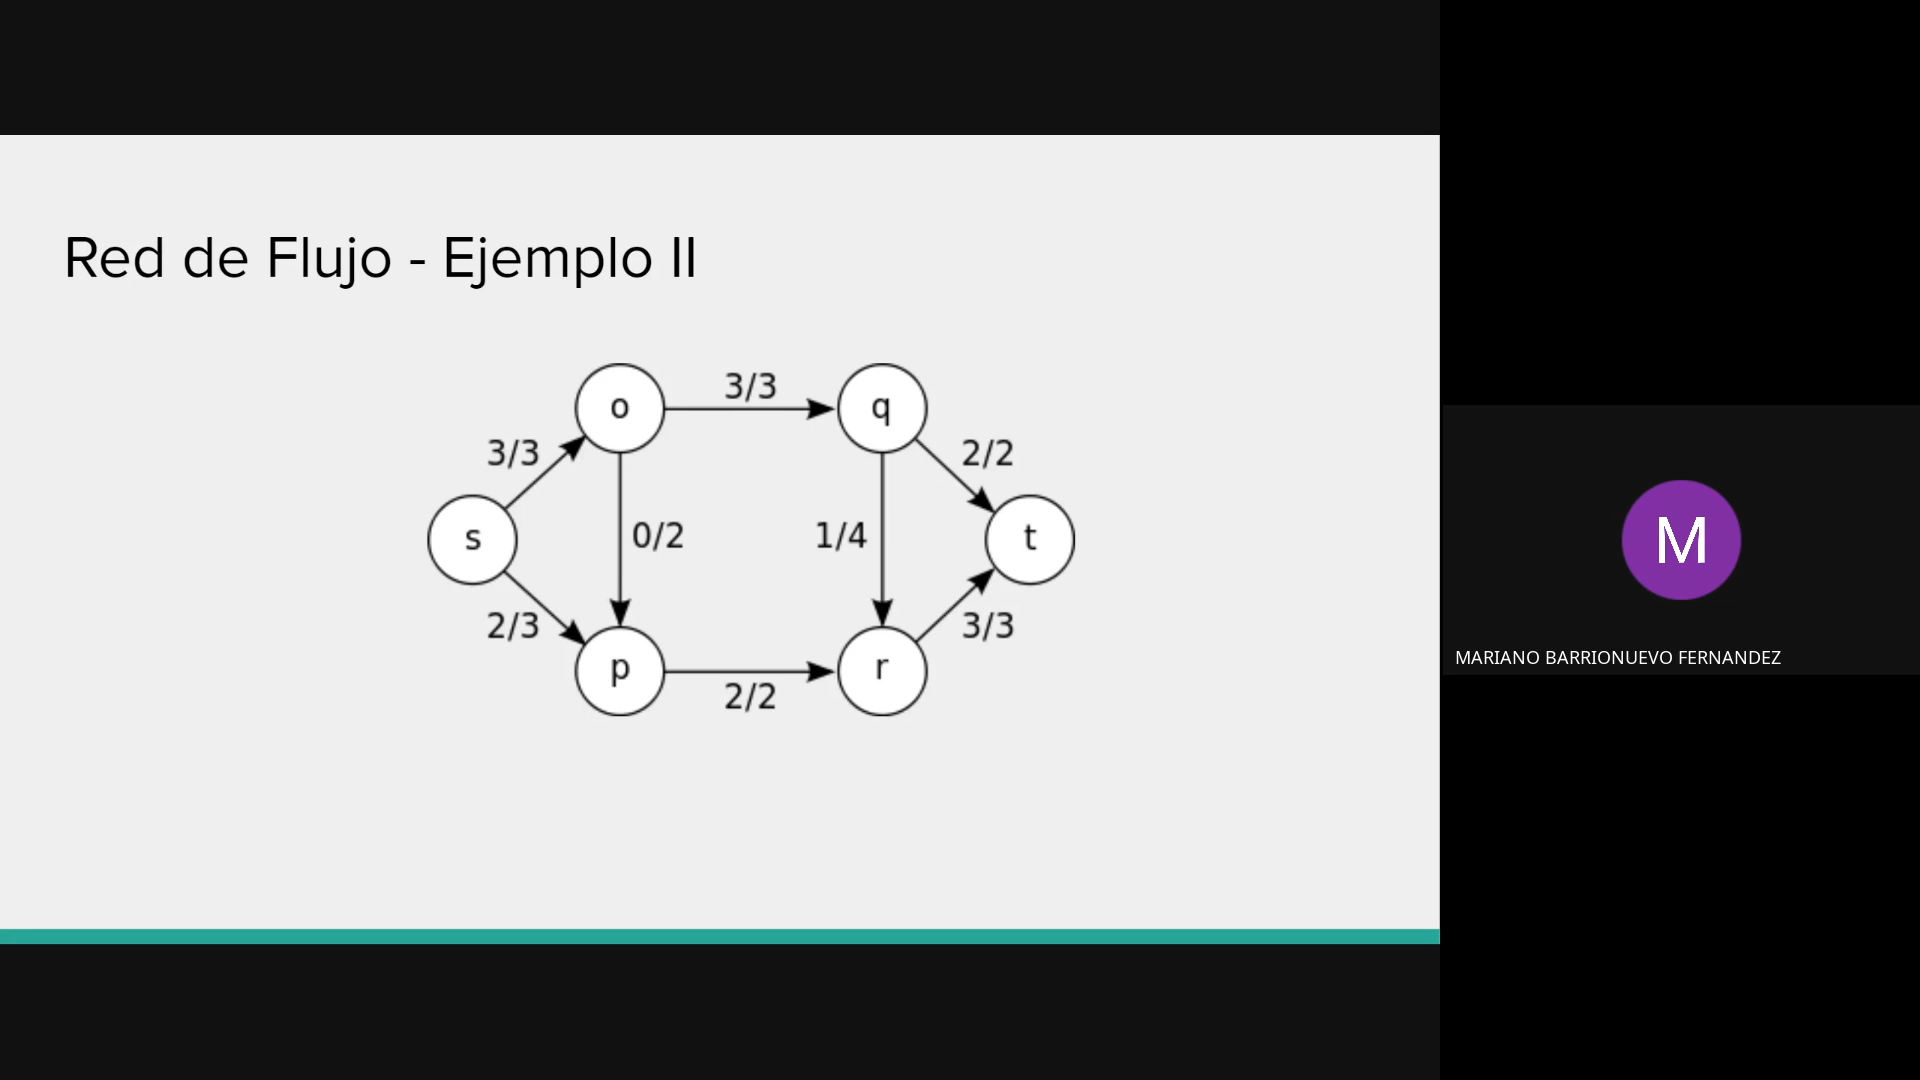 Red de Flujo - Ejemplo II
3/3
o
q
3/3
2/2
s
0/2
1/4
t
2/3
3/3
p
r
2/2
M
MARIANO BARRIONUEVO FERNANDEZ